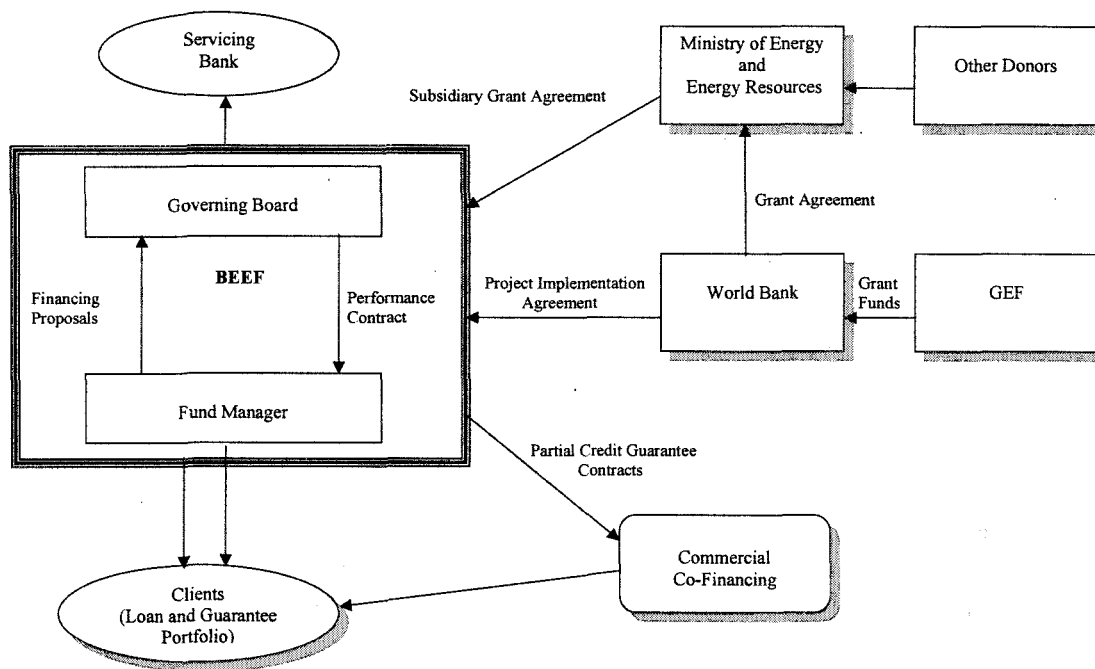 Servicing
Bank
Ministry of Energy
and
Energy Resources
Other Donors
Subsidiary Grant Agreement
Governing Board
Grant Agreement
BEEF
Financing
Proposals
Performance
Contract
Project Implementation
Agreement
World Bank
Grant
Funds
GEF
Fund Manager
Partial Credit Guarantee
Contracts
Commercial
Co-Financing
Clients
(Loan and Guarantee
Portfolio)